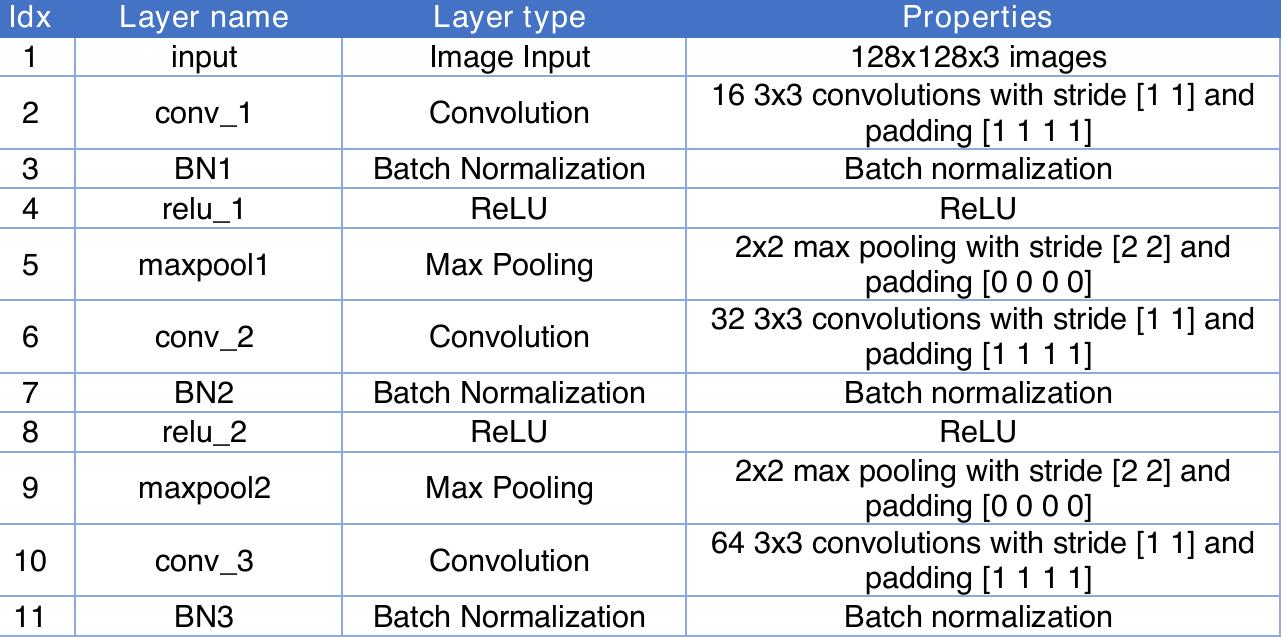 Idx Layer name Layer type Properties
1 input Image Input 128x128x3 images
2 conv_1 Convolution 16 3x3 convolutions with stride [1 1] and
padding [1 1 1 1]
3 BN1 Batch Normalization Batch normalization
4 relu_1 ReLU ReLU
5 maxpool1 Max Pooling 2x2 max pooling with stride [2 2] and
padding [0 0 0 0]
6 conv_2 Convolution 32 3x3 convolutions with stride [1 1] and
padding [1 1 1 1]
7 BN2 Batch Normalization Batch normalization
8 relu_2 ReLU ReLU
9 maxpool2 Max Pooling 2x2 max pooling with stride [2 2] and
padding [0 0 0 0]
10 conv_3 Convolution 64 3x3 convolutions with stride [1 1] and
padding [1 1 1 1]
11 BN3 Batch Normalization Batch normalization